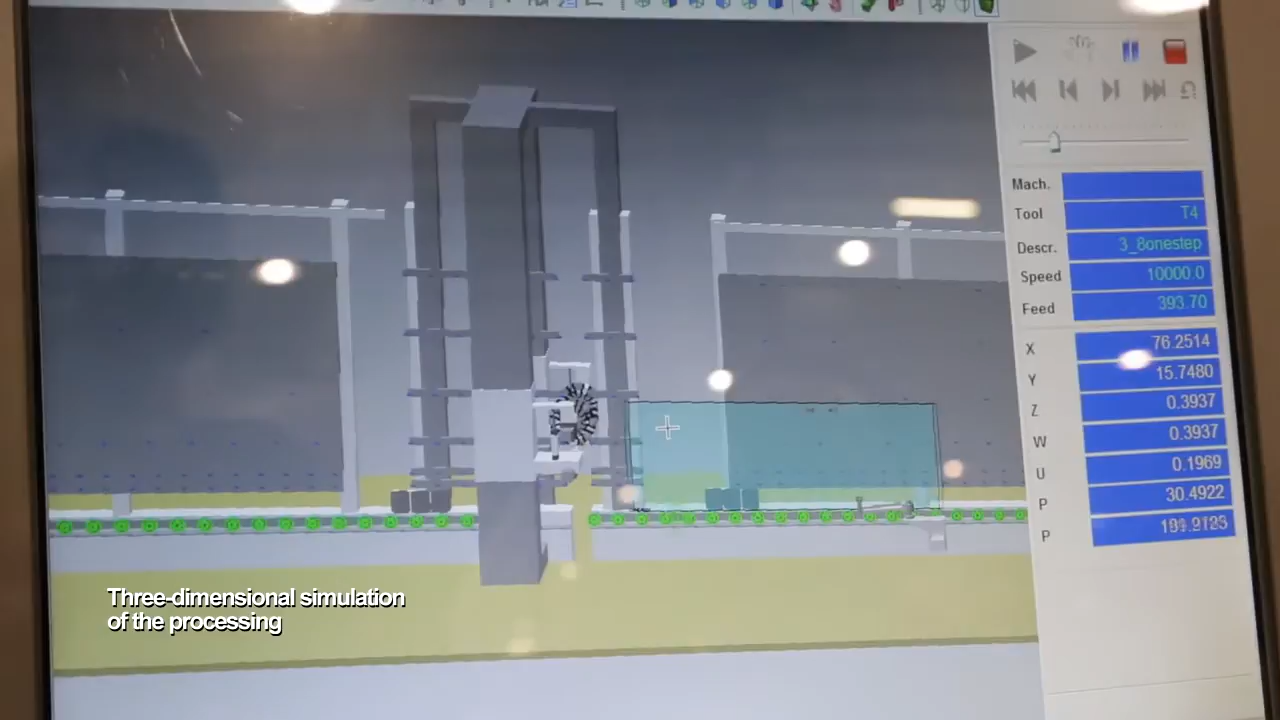 Mach.
Tool T4
Descr. 3_8onestep
Speed 10000.0
Feed 393.70
X 76.2514
Y 15.7480
Z 0.3937
W 0.3937
U 0.1969
P 30.4922
P
Three-dimensional simulation
of the processing